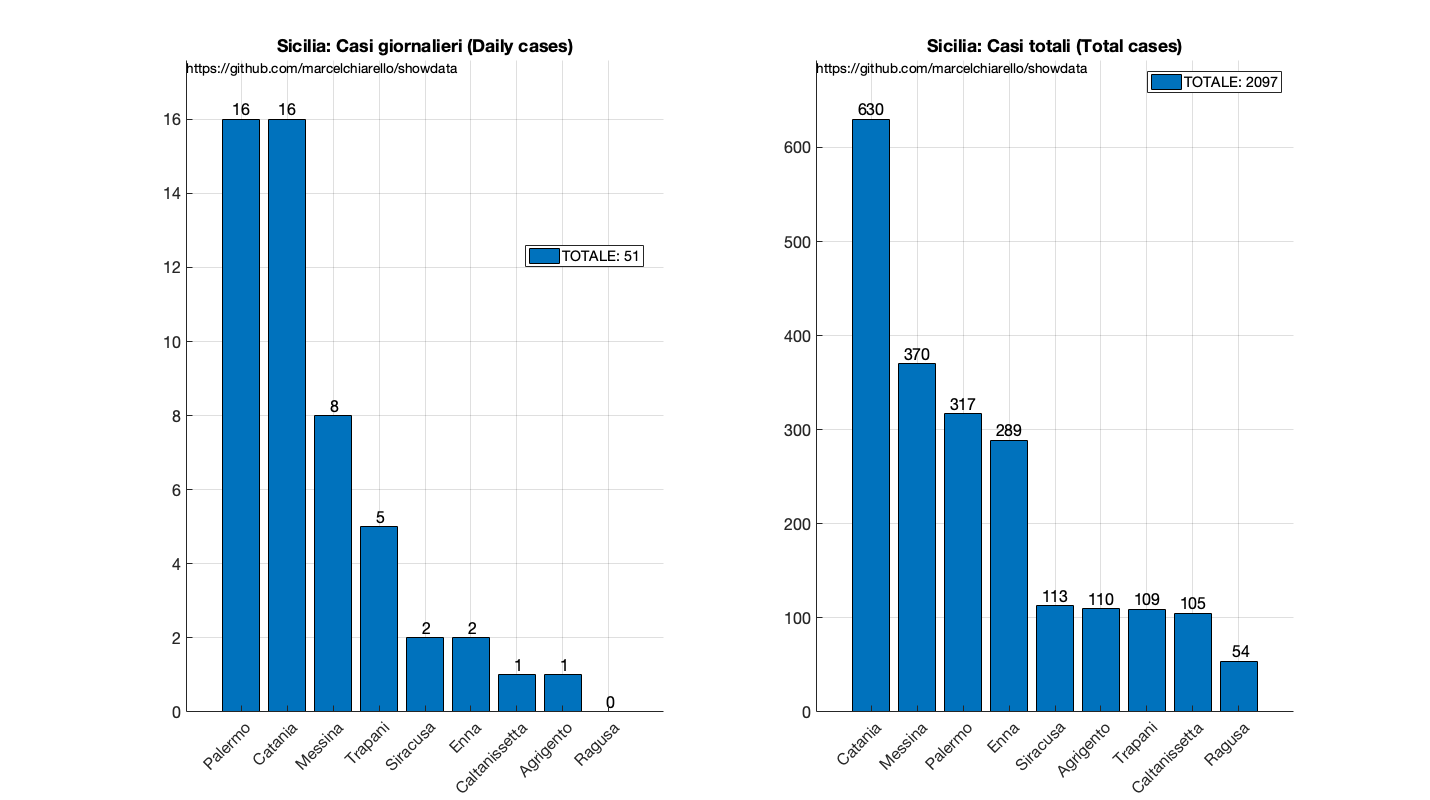 Sicilia: Casi giornalieri (Daily cases)
https://github.com/marcelchiarello/showdata
16
14
12
10
8
6
4
2
0
16
16
8
5
2
2
1
1
0
TOTALE: 51
Palermo
Catania
Messina
Trapani
Siracusa
Enna
Caltanissetta
Agrigento
Ragusa
Sicilia: Casi totali (Total cases)
https://github.com/marcelchiarello/showdata
TOTALE: 2097
600
500
400
300
200
100
0
630
370
317
289
113
110
109
105
54
Catania
Messina
Palermo
Enna
Siracusa
Agrigento
Trapani
Caltanissetta
Ragusa